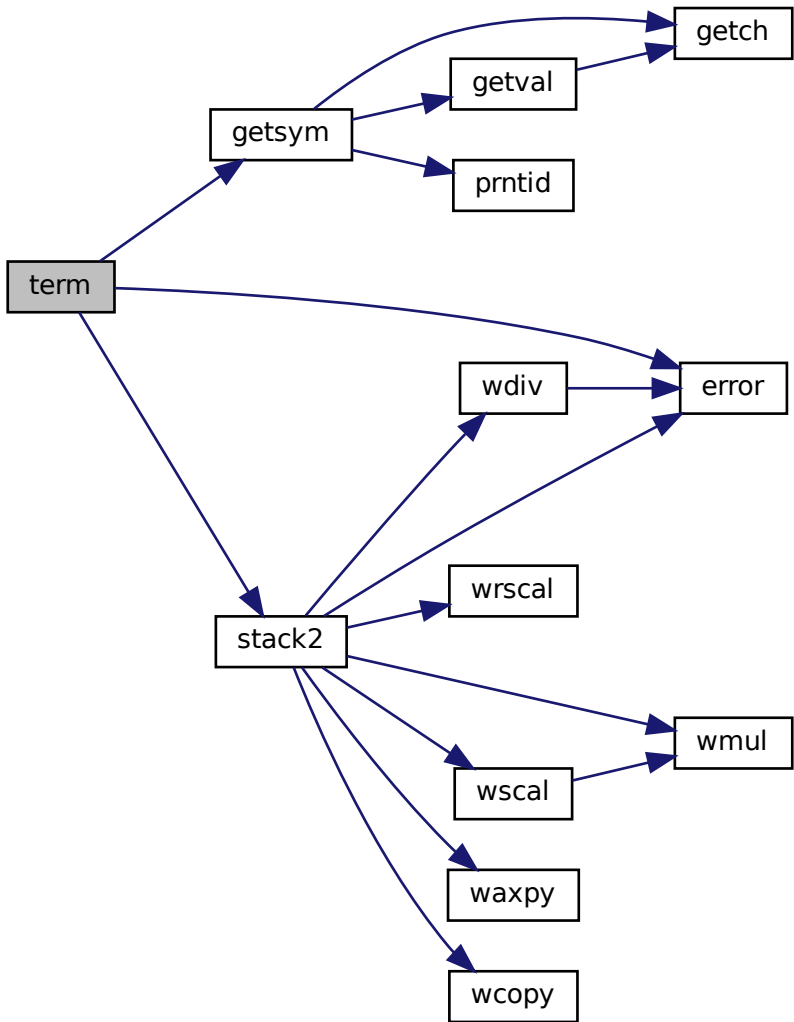 getch
getval
getsym
prntid
term
wdiv
error
wrscal
stack2
wmul
wscal
waxpy
wcopy